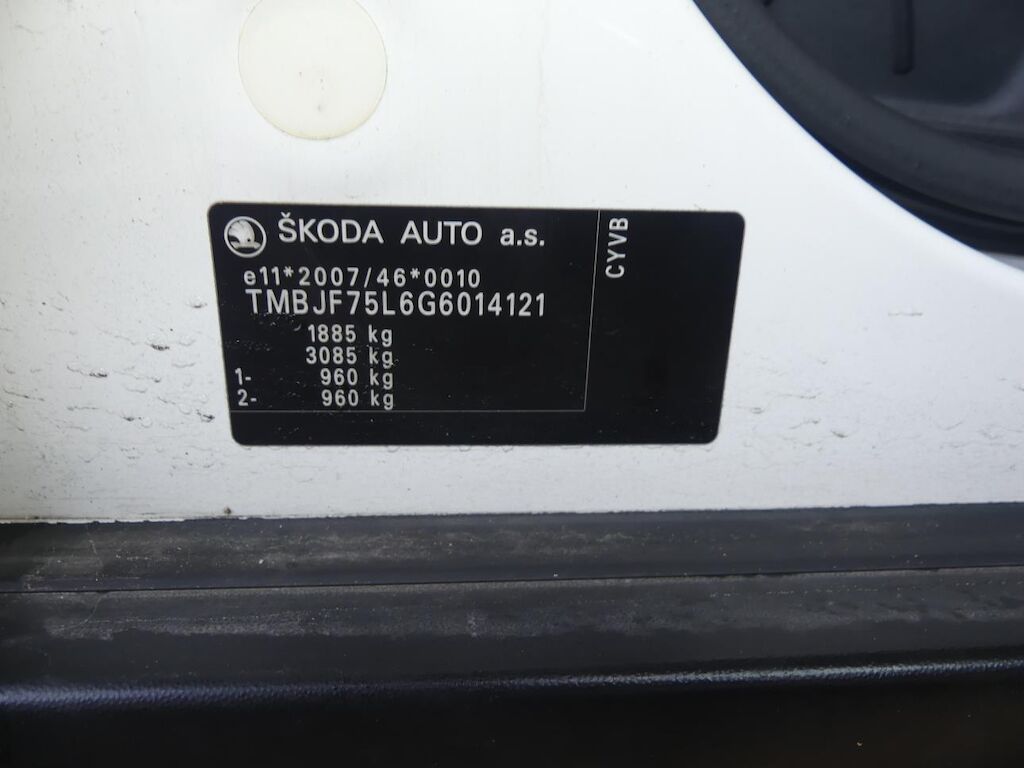 ŠKODA AUTO a.s.
e11*2007/46*0010
TMBJF75L6G6014121
1885 kg
3085 kg
1- 960 kg
2- 960 kg
CYVB